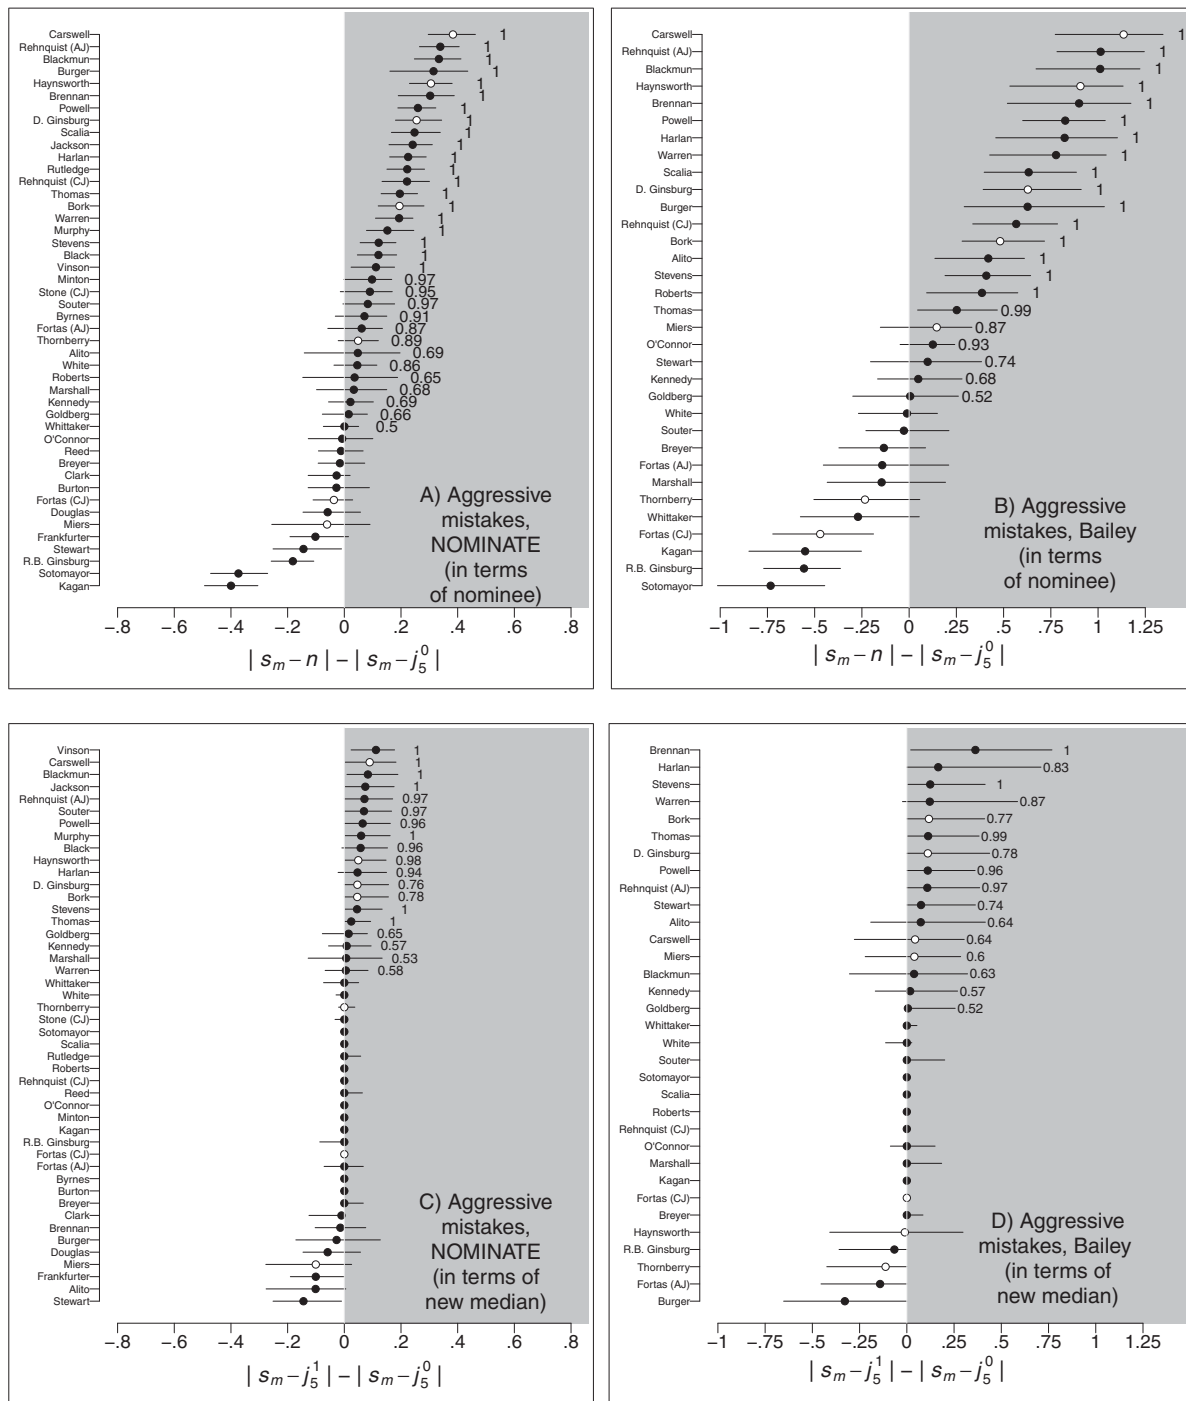 Carswell 1
Rehnquist (AJ) 1
Blackmun 1
Burger 1
Haynsworth 1
Brennan 1
Powell 1
D. Ginsburg 1
Scalia 1
Jackson 1
Harlan 1
Rutledge 1
Rehnquist (CJ) 1
Thomas 1
Bork 1
Warren 1
Murphy 1
Stevens 1
Black 1
Vinson 1
Minton 0.97
Stone (CJ) 0.95
Souter 0.97
Byrnes 0.91
Fortas (AJ) 0.87
Thornberry 0.89
Alito 0.69
White 0.86
Roberts 0.65
Marshall 0.68
Kennedy 0.69
Goldberg 0.66
Whittaker 0.5
O'Connor
Reed
Breyer
Clark
Burton
Fortas (CJ)
Douglas
Miers
Frankfurter
Stewart
R.B. Ginsburg
Sotomayor
Kagan
A) Aggressive
mistakes,
NOMINATE
(in terms
of nominee)
−.8 −.6 −.4 −.2 0 .2 .4 .6 .8
| s_m − n | − | s_m − j_5^0 |
Carswell 1
Rehnquist (AJ) 1
Blackmun 1
Haynsworth 1
Brennan 1
Powell 1
Harlan 1
Warren 1
Scalia 1
D. Ginsburg 1
Burger 1
Rehnquist (CJ) 1
Bork 1
Alito 1
Stevens 1
Roberts 1
Thomas 0.99
Miers 0.87
O'Connor 0.93
Stewart 0.74
Kennedy 0.68
Goldberg 0.52
White
Souter
Breyer
Fortas (AJ)
Marshall
Thornberry
Whittaker
Fortas (CJ)
Kagan
R.B. Ginsburg
Sotomayor
B) Aggressive
mistakes, Bailey
(in terms
of nominee)
−1 −.75 −.5 −.25 0 .25 .5 .75 1 1.25
| s_m − n | − | s_m − j_5^0 |
Vinson 1
Carswell 1
Blackmun 1
Jackson 1
Rehnquist (AJ) 0.97
Souter 0.97
Powell 0.96
Murphy 1
Black 0.96
Haynsworth 0.98
Harlan 0.94
D. Ginsburg 0.76
Bork 0.78
Stevens 1
Thomas 1
Goldberg 0.65
Kennedy 0.57
Marshall 0.53
Warren 0.58
Whittaker
White
Thornberry
Stone (CJ)
Sotomayor
Scalia
Rutledge
Roberts
Rehnquist (CJ)
Reed
O'Connor
Minton
Kagan
R.B. Ginsburg
Fortas (CJ)
Fortas (AJ)
Byrnes
Burton
Breyer
Clark
Brennan
Burger
Douglas
Miers
Frankfurter
Alito
Stewart
C) Aggressive
mistakes,
NOMINATE
(in terms of
new median)
−.8 −.6 −.4 −.2 0 .2 .4 .6 .8
| s_m − j_5^1 | − | s_m − j_5^0 |
Brennan 1
Harlan 0.83
Stevens 1
Warren 0.87
Bork 0.77
Thomas 0.99
D. Ginsburg 0.78
Powell 0.96
Rehnquist (AJ) 0.97
Stewart 0.74
Alito 0.64
Carswell 0.64
Miers 0.6
Blackmun 0.63
Kennedy 0.57
Goldberg 0.52
Whittaker
White
Souter
Sotomayor
Scalia
Roberts
Rehnquist (CJ)
O'Connor
Marshall
Kagan
Fortas (CJ)
Breyer
Haynsworth
R.B. Ginsburg
Thornberry
Fortas (AJ)
Burger
D) Aggressive
mistakes, Bailey
(in terms of
new median)
−1 −.75 −.5 −.25 0 .25 .5 .75 1 1.25
| s_m − j_5^1 | − | s_m − j_5^0 |